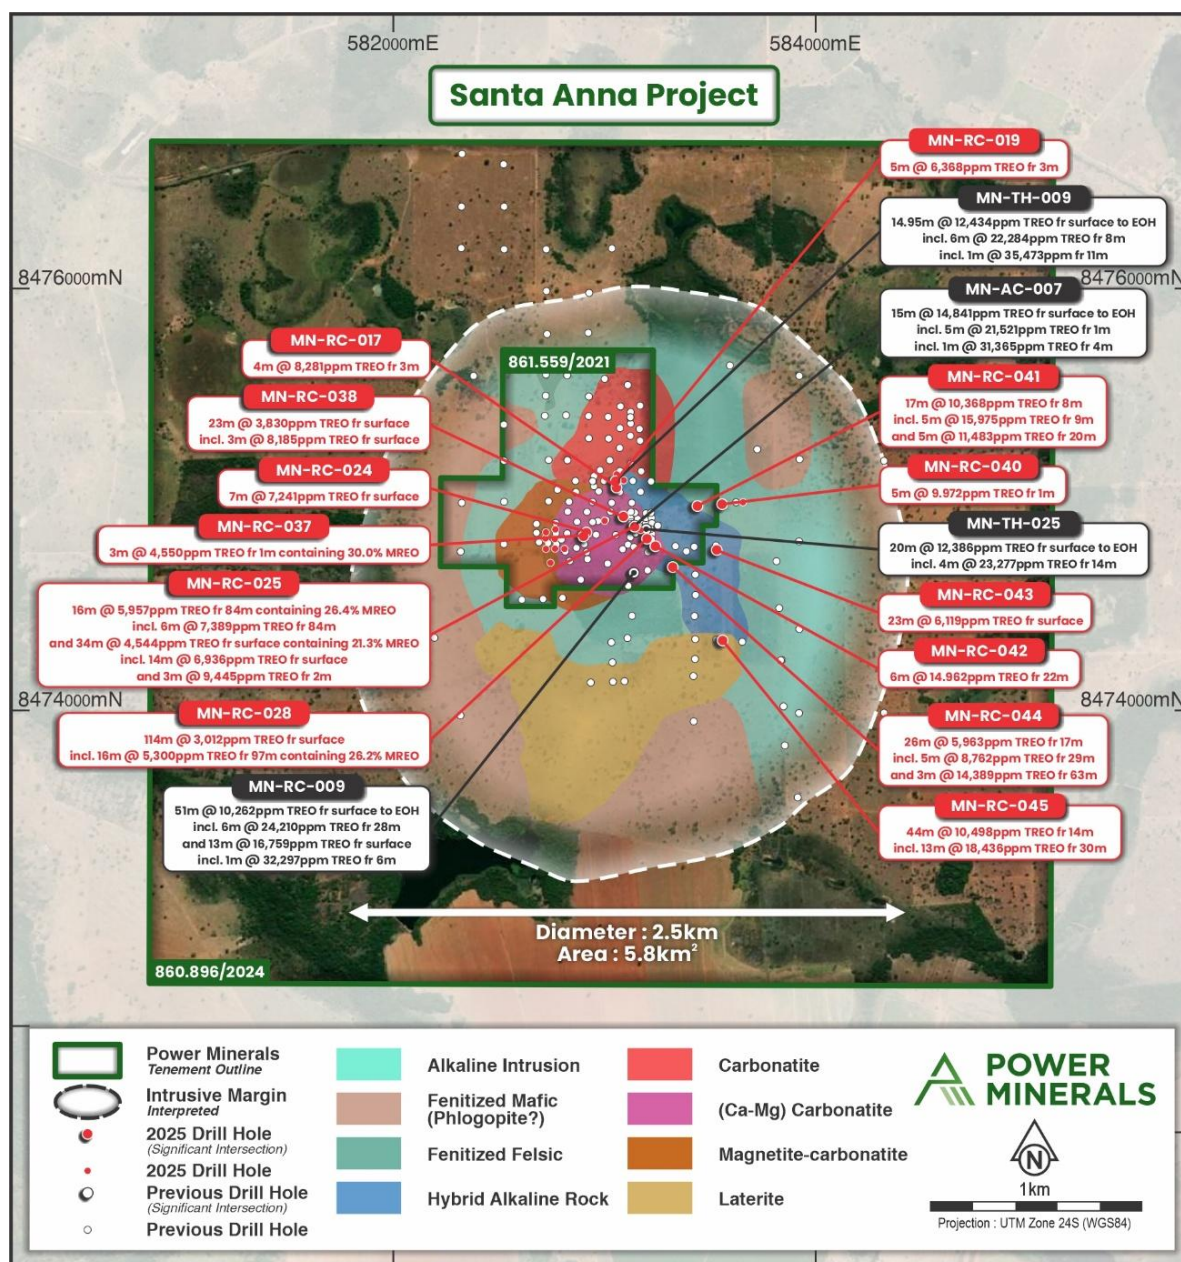 582000mE
584000mE
Santa Anna Project
8476000mN
8476000mN
8474000mN
8474000mN
861.559/2021
860.896/2024
MN-RC-017
4m @ 8,281ppm TREO fr 3m
MN-RC-038
23m @ 3,830ppm TREO fr surface
incl. 3m @ 8,185ppm TREO fr surface
MN-RC-024
7m @ 7,241ppm TREO fr surface
MN-RC-037
3m @ 4,550ppm TREO fr 1m containing 30.0% MREO
MN-RC-025
16m @ 5,957ppm TREO fr 84m containing 26.4% MREO
incl. 6m @ 7,389ppm TREO fr 84m
and 34m @ 4,544ppm TREO fr surface containing 21.3% MREO
incl. 14m @ 6,936ppm TREO fr surface
and 3m @ 9,445ppm TREO fr 2m
MN-RC-028
114m @ 3,012ppm TREO fr surface
incl. 16m @ 5,300ppm TREO fr 97m containing 26.2% MREO
MN-RC-009
51m @ 10,262ppm TREO fr surface to EOH
incl. 6m @ 24,210ppm TREO fr 28m
and 13m @ 16,759ppm TREO fr surface
incl. 1m @ 32,297ppm TREO fr 6m
MN-RC-019
5m @ 6,368ppm TREO fr 3m
MN-TH-009
14.95m @ 12,434ppm TREO fr surface to EOH
incl. 6m @ 22,284ppm TREO fr 8m
incl. 1m @ 35,473ppm fr 11m
MN-AC-007
15m @ 14,841ppm TREO fr surface to EOH
incl. 5m @ 21,521ppm TREO fr 1m
incl. 1m @ 31,365ppm TREO fr 4m
MN-RC-041
17m @ 10,368ppm TREO fr 8m
incl. 5m @ 15,975ppm TREO fr 9m
and 5m @ 11,483ppm TREO fr 20m
MN-RC-040
5m @ 9.972ppm TREO fr 1m
MN-TH-025
20m @ 12,386ppm TREO fr surface to EOH
incl. 4m @ 23,277ppm TREO fr 14m
MN-RC-043
23m @ 6,119ppm TREO fr surface
MN-RC-042
6m @ 14.962ppm TREO fr 22m
MN-RC-044
26m @ 5,963ppm TREO fr 17m
incl. 5m @ 8,762ppm TREO fr 29m
and 3m @ 14,389ppm TREO fr 63m
MN-RC-045
44m @ 10,498ppm TREO fr 14m
incl. 13m @ 18,436ppm TREO fr 30m
Diameter : 2.5km
Area : 5.8km²
Power Minerals
Tenement Outline
Intrusive Margin
Interpreted
2025 Drill Hole
(Significant Intersection)
2025 Drill Hole
Previous Drill Hole
(Significant Intersection)
Previous Drill Hole
Alkaline Intrusion
Fenitized Mafic
(Phlogopite?)
Fenitized Felsic
Hybrid Alkaline Rock
Carbonatite
(Ca-Mg) Carbonatite
Magnetite-carbonatite
Laterite
POWER
MINERALS
N
1km
Projection : UTM Zone 24S (WGS84)